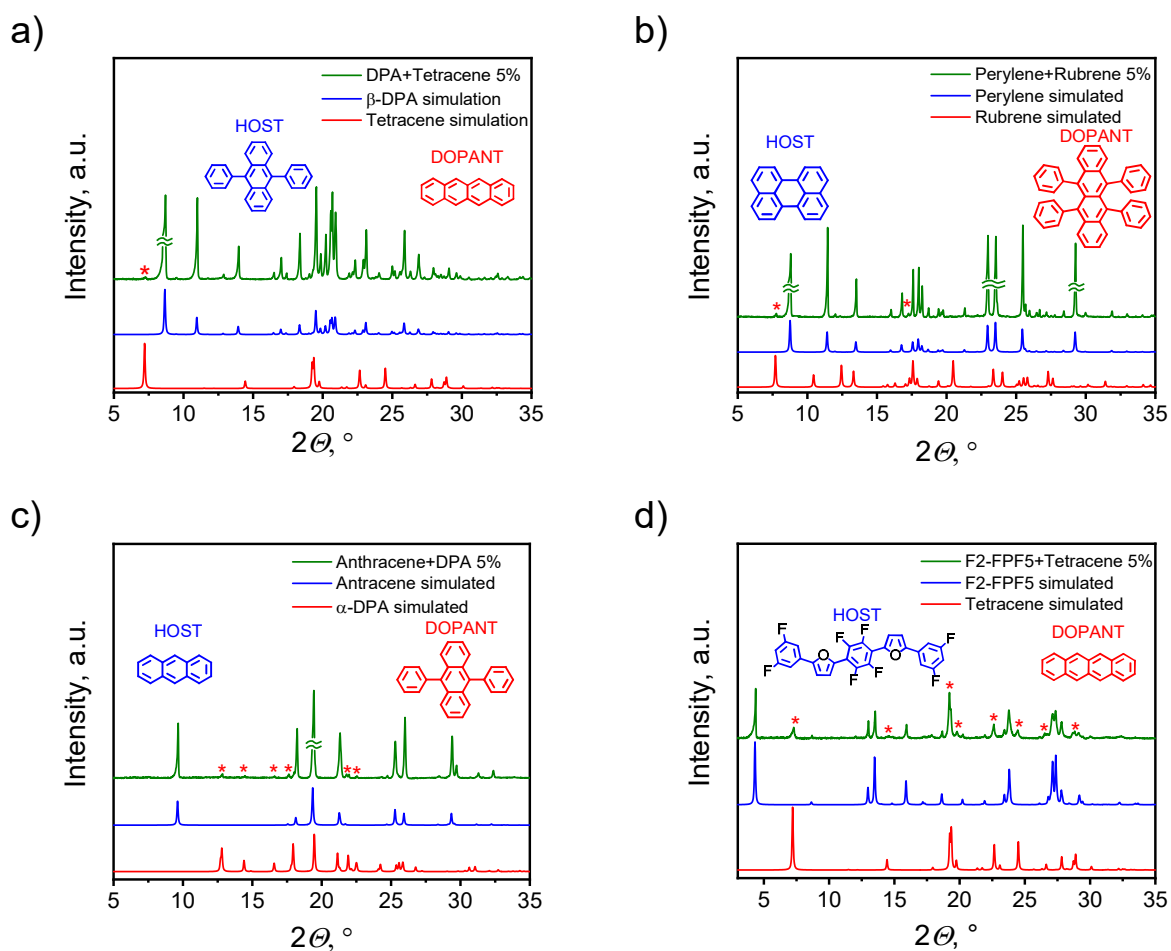 a)
DPA+Tetracene 5%
β-DPA simulation
Tetracene simulation
HOST
DOPANT
*
Intensity, a.u.
5 10 15 20 25 30 35
2Θ, °
b)
Perylene+Rubrene 5%
Perylene simulated
Rubrene simulated
HOST
DOPANT
* *
Intensity, a.u.
5 10 15 20 25 30 35
2Θ, °
c)
Anthracene+DPA 5%
Antracene simulated
α-DPA simulated
HOST
DOPANT
* * * * * *
Intensity, a.u.
5 10 15 20 25 30 35
2Θ, °
d)
F2-FPF5+Tetracene 5%
F2-FPF5 simulated
Tetracene simulated
HOST
DOPANT
F F F F
O O
F F F F
* * * * * * * *
Intensity, a.u.
5 10 15 20 25 30 35
2Θ, °